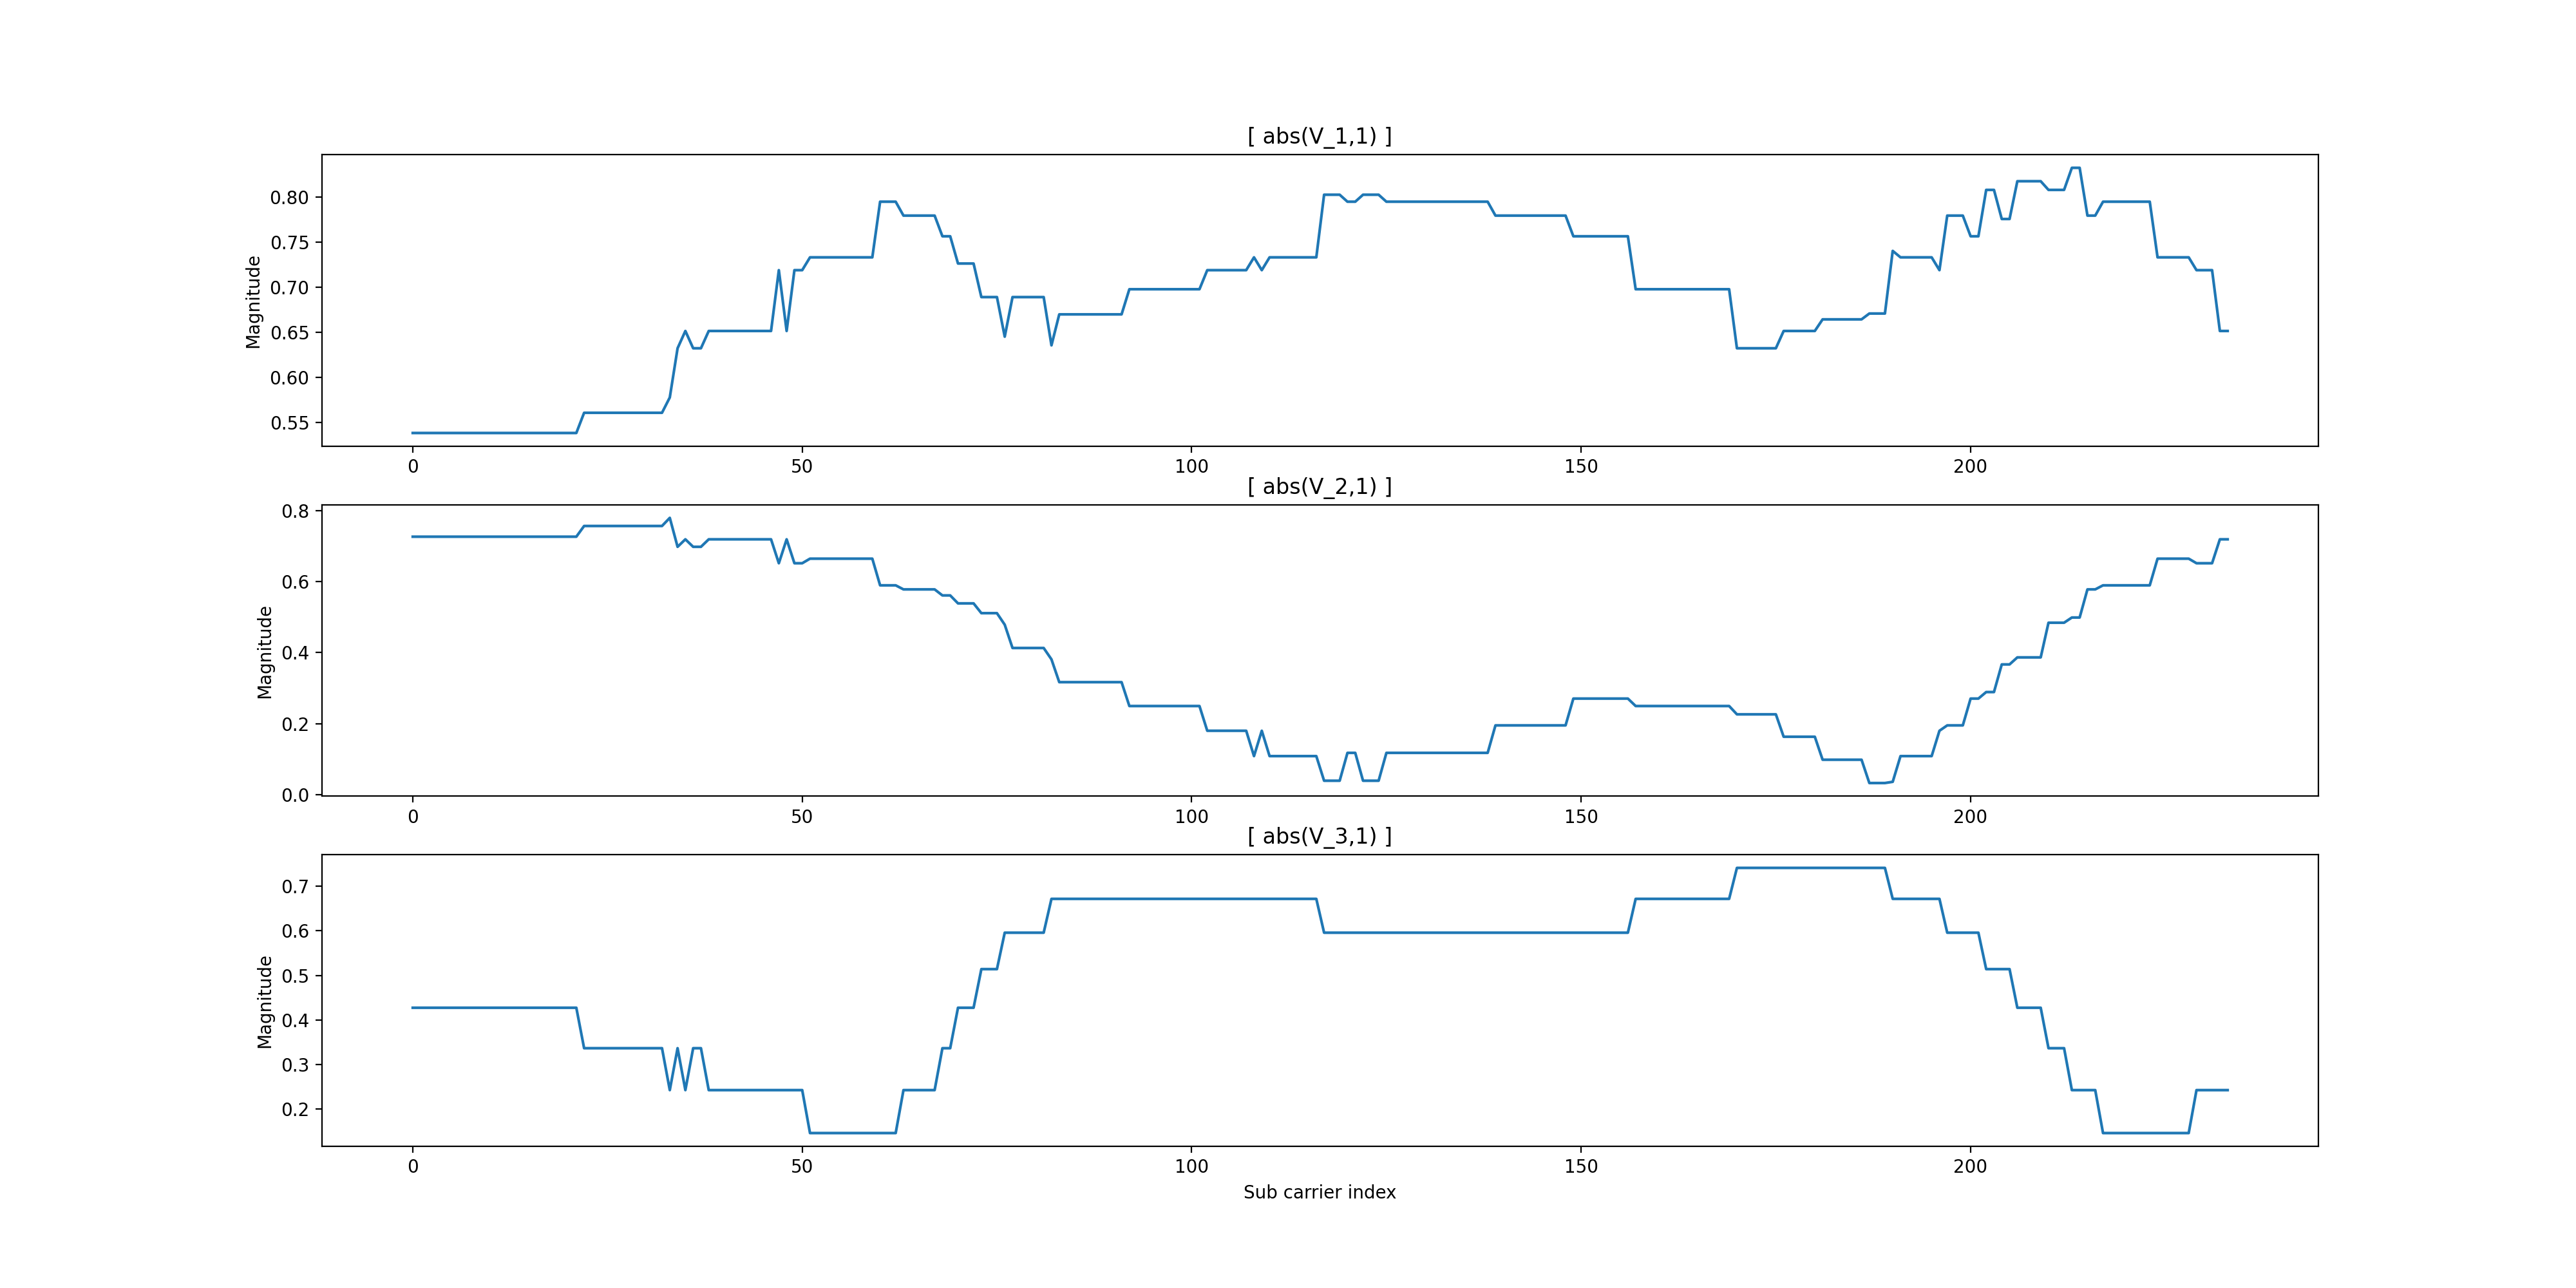 [ abs(V_1,1) ]
Magnitude
0.80
0.75
0.70
0.65
0.60
0.55
0 50 100 150 200
[ abs(V_2,1) ]
Magnitude
0.8
0.6
0.4
0.2
0.0
0 50 100 150 200
[ abs(V_3,1) ]
Magnitude
0.7
0.6
0.5
0.4
0.3
0.2
0 50 100 150 200
Sub carrier index